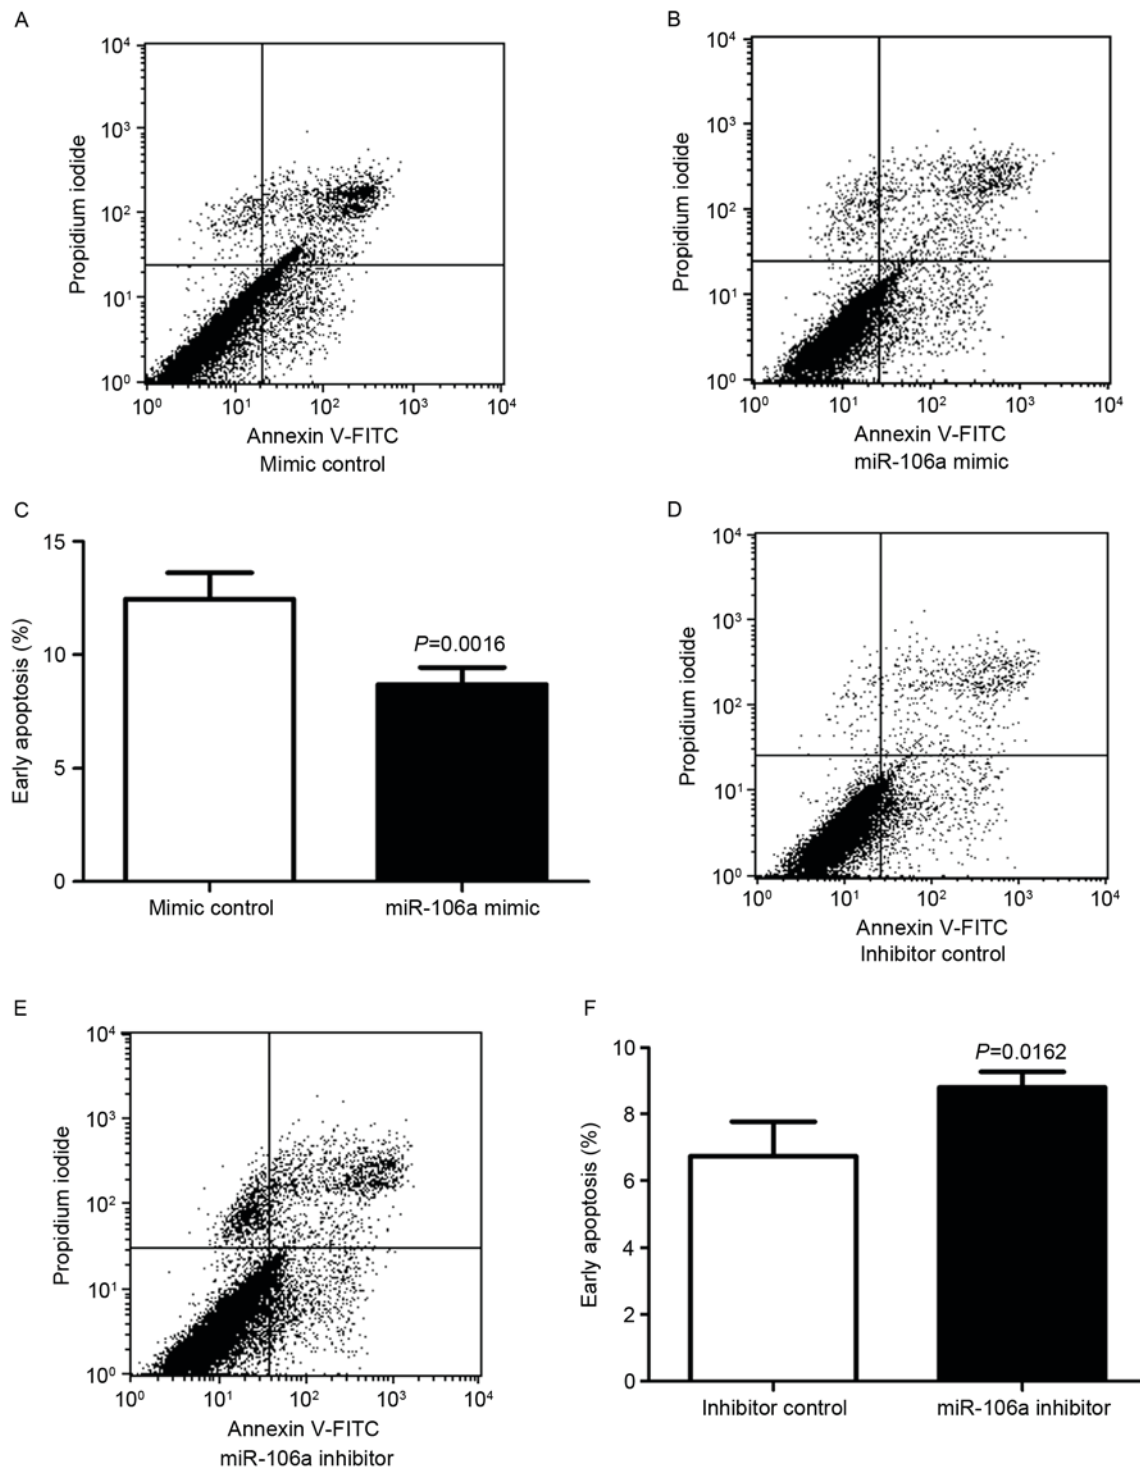 A
10⁴
10³
10²
10¹
10⁰
Propidium iodide
10⁰ 10¹ 10² 10³ 10⁴
Annexin V-FITC
Mimic control
B
10⁴
10³
10²
10¹
10⁰
Propidium iodide
10⁰ 10¹ 10² 10³ 10⁴
Annexin V-FITC
miR-106a mimic
C
15
10
5
0
Early apoptosis (%)
P=0.0016
Mimic control miR-106a mimic
D
10⁴
10³
10²
10¹
10⁰
Propidium iodide
10⁰ 10¹ 10² 10³ 10⁴
Annexin V-FITC
Inhibitor control
E
10⁴
10³
10²
10¹
10⁰
Propidium iodide
10⁰ 10¹ 10² 10³ 10⁴
Annexin V-FITC
miR-106a inhibitor
F
10
8
6
4
2
0
Early apoptosis (%)
P=0.0162
Inhibitor control miR-106a inhibitor